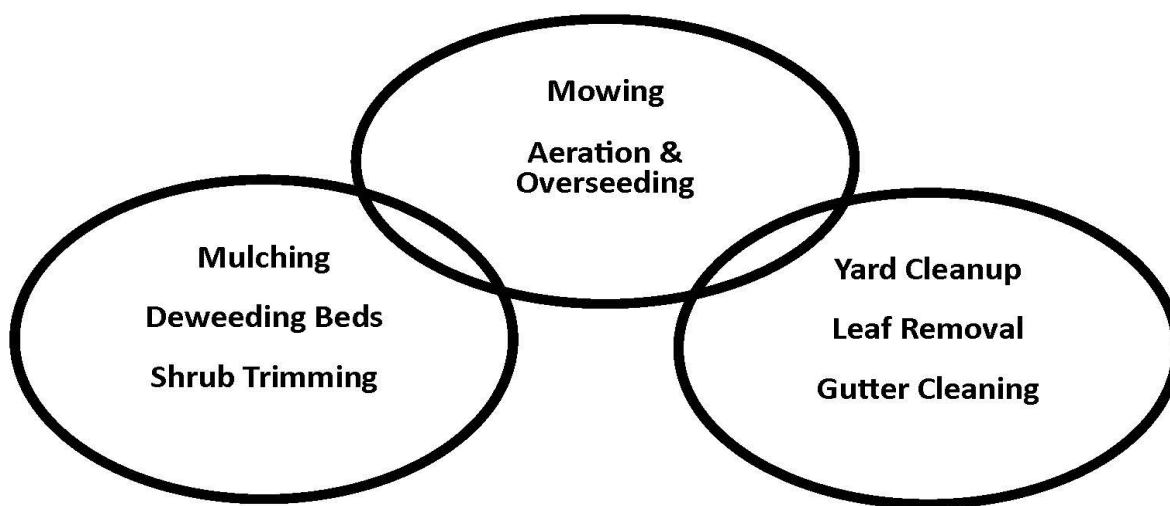 Mowing
Aeration &
Overseeding
Mulching
Deweeding Beds
Shrub Trimming
Yard Cleanup
Leaf Removal
Gutter Cleaning